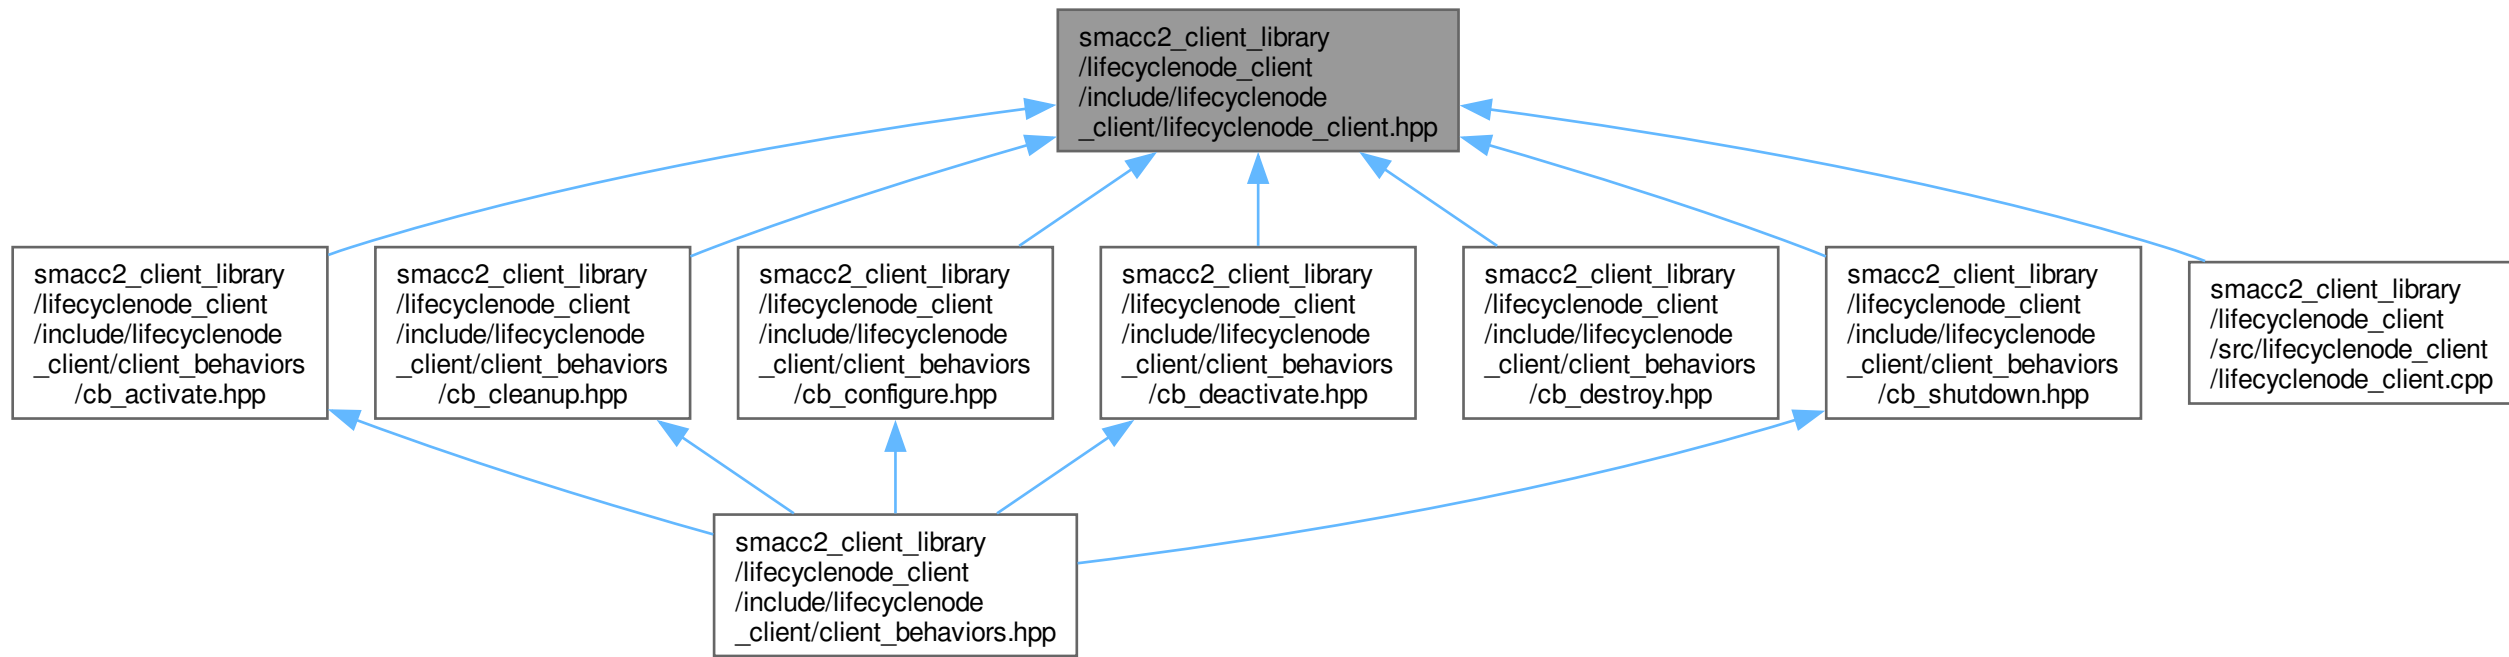 smacc2_client_library
/lifecyclenode_client
/include/lifecyclenode
_client/lifecyclenode_client.hpp
smacc2_client_library
/lifecyclenode_client
/include/lifecyclenode
_client/client_behaviors
/cb_activate.hpp
smacc2_client_library
/lifecyclenode_client
/include/lifecyclenode
_client/client_behaviors
/cb_cleanup.hpp
smacc2_client_library
/lifecyclenode_client
/include/lifecyclenode
_client/client_behaviors
/cb_configure.hpp
smacc2_client_library
/lifecyclenode_client
/include/lifecyclenode
_client/client_behaviors
/cb_deactivate.hpp
smacc2_client_library
/lifecyclenode_client
/include/lifecyclenode
_client/client_behaviors
/cb_destroy.hpp
smacc2_client_library
/lifecyclenode_client
/include/lifecyclenode
_client/client_behaviors
/cb_shutdown.hpp
smacc2_client_library
/lifecyclenode_client
/src/lifecyclenode_client
/lifecyclenode_client.cpp
smacc2_client_library
/lifecyclenode_client
/include/lifecyclenode
_client/client_behaviors.hpp